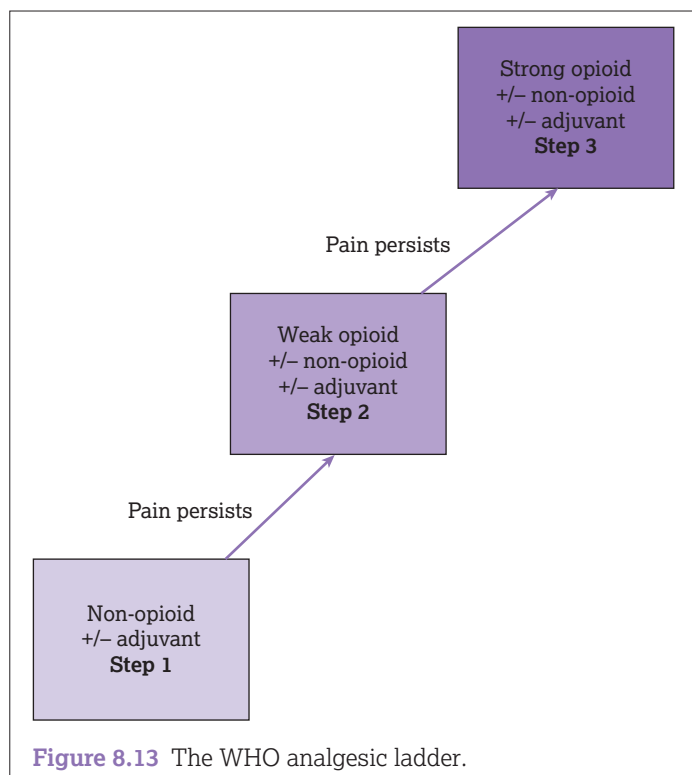 Strong opioid
+/– non-opioid
+/– adjuvant
Step 3
Pain persists
Weak opioid
+/– non-opioid
+/– adjuvant
Step 2
Pain persists
Non-opioid
+/– adjuvant
Step 1
Figure 8.13 The WHO analgesic ladder.